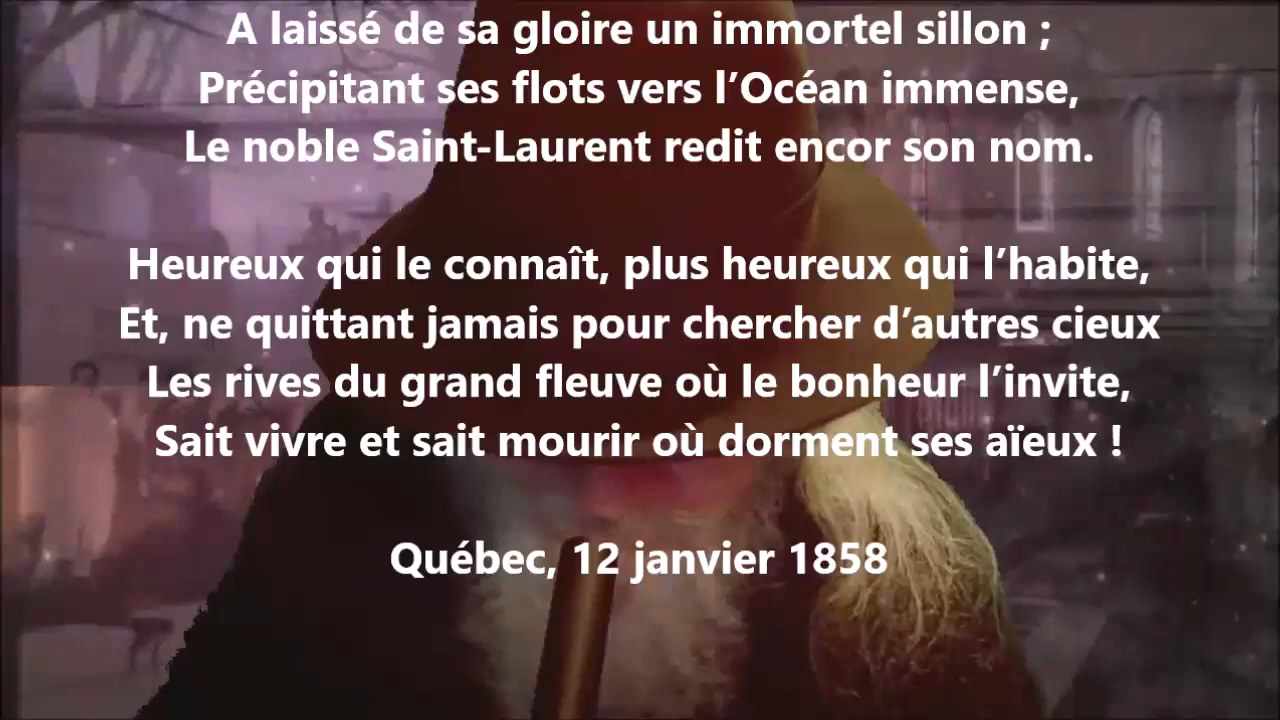 A laissé de sa gloire un immortel sillon ;
Précipitant ses flots vers l’Océan immense,
Le noble Saint-Laurent redit encor son nom.
Heureux qui le connaît, plus heureux qui l’habite,
Et, ne quittant jamais pour chercher d’autres cieux
Les rives du grand fleuve où le bonheur l’invite,
Sait vivre et sait mourir où dorment ses aïeux !
Québec, 12 janvier 1858